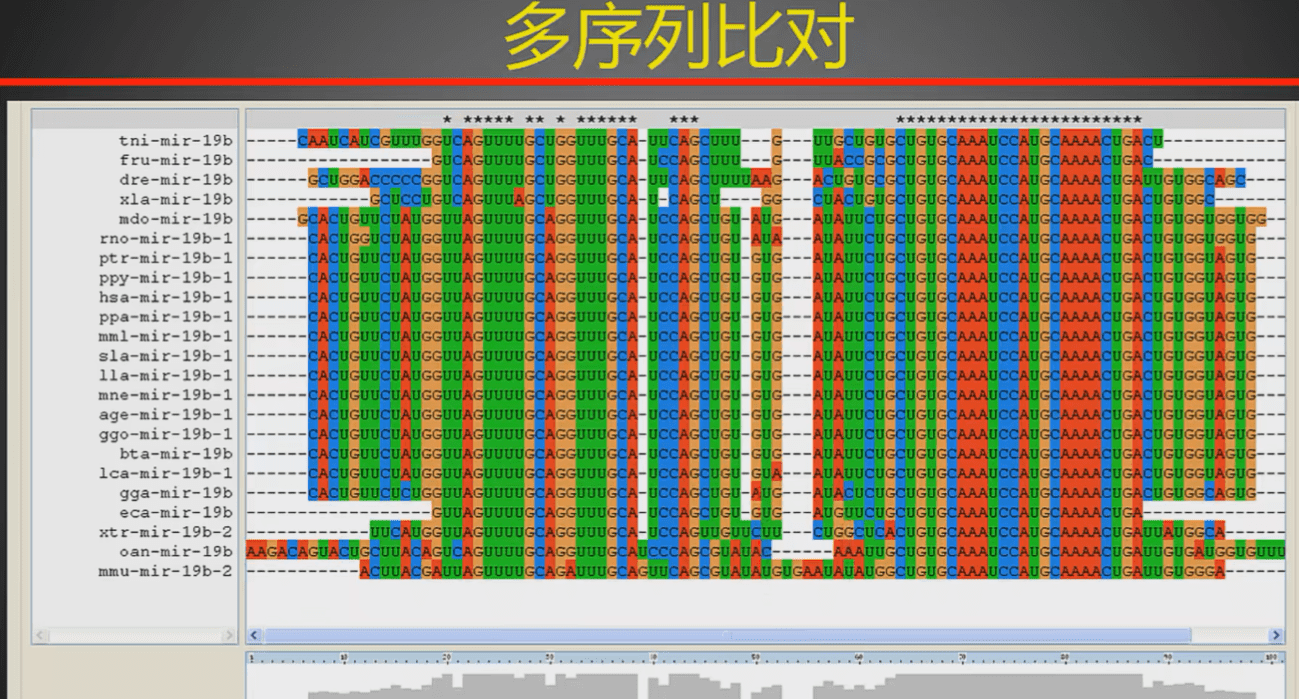 多序列比对
* ***** ** * ****** *** ************************
tni-mir-19b -----CAAUCAUCGUUUGGUCAGUUUUGCUGGUUUGCA-UUCAGCUUU---G---UUGCUGUGCUGUGCAAAUCCAUGCAAAACUGACU------------
fru-mir-19b ------------------GUCAGUUUUGCUGGUUUGCA-UCCAGCUUU---G---UUACCGCGCUGUGCAAAUCCAUGCAAAACUGAC-------------
dre-mir-19b ------GCUGGACCCCCGGUCAGUUUUGCUGGUUUGCA-UUCAGCUUUUAAG---ACUGUGCGCUGUGCAAAUCCAUGCAAAACUGAUUGUGGCAGC----
xla-mir-19b ------------GCUCCUGUCAGUUUAGCUGGUUUGCA-U-CAGCU----GG---CUACUGUGCUGUGCAAAUCCAUGCAAAACUGACUGUGGC-------
mdo-mir-19b -----GCACUGUUCUAUGGUUAGUUUUGCAGGUUUGCA-UCCAGCUGU-AUG---AUAUUCUGCUGUGCAAAUCCAUGCAAAACUGACUGUGGUGGUGG--
rno-mir-19b-1 ------CACUGGUCUAUGGUUAGUUUUGCAGGUUUGCA-UCCAGCUGU-AUA---AUAUUCUGCUGUGCAAAUCCAUGCAAAACUGACUGUGGUGGUG---
ptr-mir-19b-1 ------CACUGUUCUAUGGUUAGUUUUGCAGGUUUGCA-UCCAGCUGU-GUG---AUAUUCUGCUGUGCAAAUCCAUGCAAAACUGACUGUGGUAGUG---
ppy-mir-19b-1 ------CACUGUUCUAUGGUUAGUUUUGCAGGUUUGCA-UCCAGCUGU-GUG---AUAUUCUGCUGUGCAAAUCCAUGCAAAACUGACUGUGGUAGUG---
hsa-mir-19b-1 ------CACUGUUCUAUGGUUAGUUUUGCAGGUUUGCA-UCCAGCUGU-GUG---AUAUUCUGCUGUGCAAAUCCAUGCAAAACUGACUGUGGUAGUG---
ppa-mir-19b-1 ------CACUGUUCUAUGGUUAGUUUUGCAGGUUUGCA-UCCAGCUGU-GUG---AUAUUCUGCUGUGCAAAUCCAUGCAAAACUGACUGUGGUAGUG---
mml-mir-19b-1 ------CACUGUUCUAUGGUUAGUUUUGCAGGUUUGCA-UCCAGCUGU-GUG---AUAUUCUGCUGUGCAAAUCCAUGCAAAACUGACUGUGGUAGUG---
sla-mir-19b-1 ------CACUGUUCUAUGGUUAGUUUUGCAGGUUUGCA-UCCAGCUGU-GUG---AUAUUCUGCUGUGCAAAUCCAUGCAAAACUGACUGUGGUAGUG---
lla-mir-19b-1 ------CACUGUUCUAUGGUUAGUUUUGCAGGUUUGCA-UCCAGCUGU-GUG---AUAUUCUGCUGUGCAAAUCCAUGCAAAACUGACUGUGGUAGUG---
mne-mir-19b-1 ------CACUGUUCUAUGGUUAGUUUUGCAGGUUUGCA-UCCAGCUGU-GUG---AUAUUCUGCUGUGCAAAUCCAUGCAAAACUGACUGUGGUAGUG---
age-mir-19b-1 ------CACUGUUCUAUGGUUAGUUUUGCAGGUUUGCA-UCCAGCUGU-GUG---AUAUUCUGCUGUGCAAAUCCAUGCAAAACUGACUGUGGUAGUG---
ggo-mir-19b-1 ------CACUGUUCUAUGGUUAGUUUUGCAGGUUUGCA-UCCAGCUGU-GUG---AUAUUCUGCUGUGCAAAUCCAUGCAAAACUGACUGUGGUAGUG---
bta-mir-19b ------CACUGUUCUAUGGUUAGUUUUGCAGGUUUGCA-UCCAGCUGU-GUG---AUAUUCUGCUGUGCAAAUCCAUGCAAAACUGACUGUGGUAGUG---
lca-mir-19b-1 ------CACUGUUCUAUGGUUAGUUUUGCAGGUUUGCA-UCCAGCUGU-GUA---AUAUUCUGCUGUGCAAAUCCAUGCAAAACUGACUGUGGUAGUG---
gga-mir-19b ------CACUGUUCUCUGGUUAGUUUUGCAGGUUUGCA-UCCAGCUGU-AUG---AUACUCUGCUGUGCAAAUCCAUGCAAAACUGACUGUGGCAGUG---
eca-mir-19b ------------------GUUAGUUUUGCAGGUUUGCA-UCCAGCUGU-GUG---AUGUUCUGCUGUGCAAAUCCAUGCAAAACUGA--------------
xtr-mir-19b-2 ------------UUCAUGGUUAGUUUUGCAGGUUUGCA-UCCAGUUGUUCUU---CUGGCUCACUGUGCAAAUCCAUGCAAAACUGAUUAUGGCA------
oan-mir-19b AAGACAGUACUGCUUACAGUCAGUUUUGCAGGUUUGCAUCCCAGCGUAUAC------AAAUUGCUGUGCAAAUCCAUGCAAAACUGAUUGUGAUGGUGUUU
mmu-mir-19b-2 -----------ACUUACGAUUAGUUUUGCAGAUUUGCAGUUCAGCGUAUAUGUGAAUAUAUGGCUGUGCAAAUCCAUGCAAAACUGAUUGUGGGA------
1 10 20 30 40 50 60 70 80 90 100